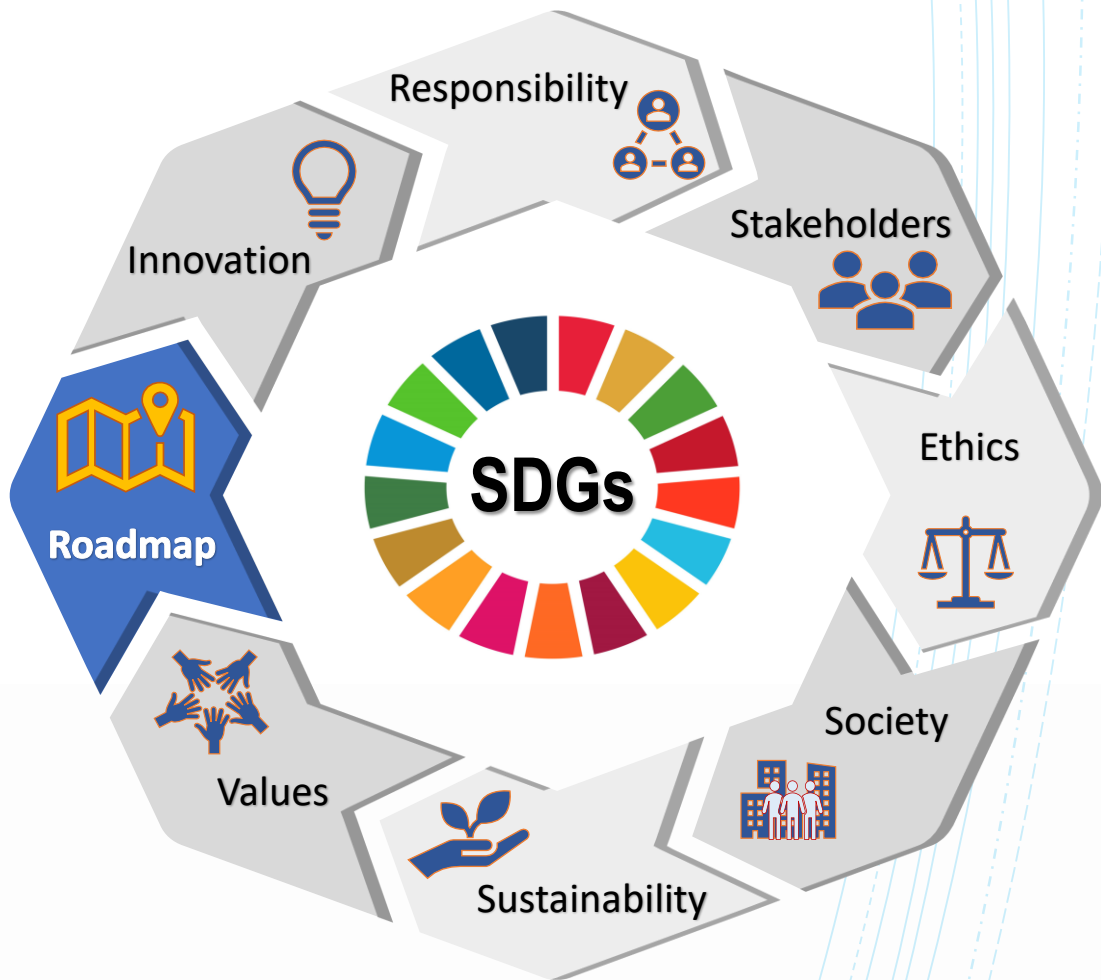 Responsibility
Stakeholders
Innovation
Ethics
SDGs
Roadmap
Society
Values
Sustainability